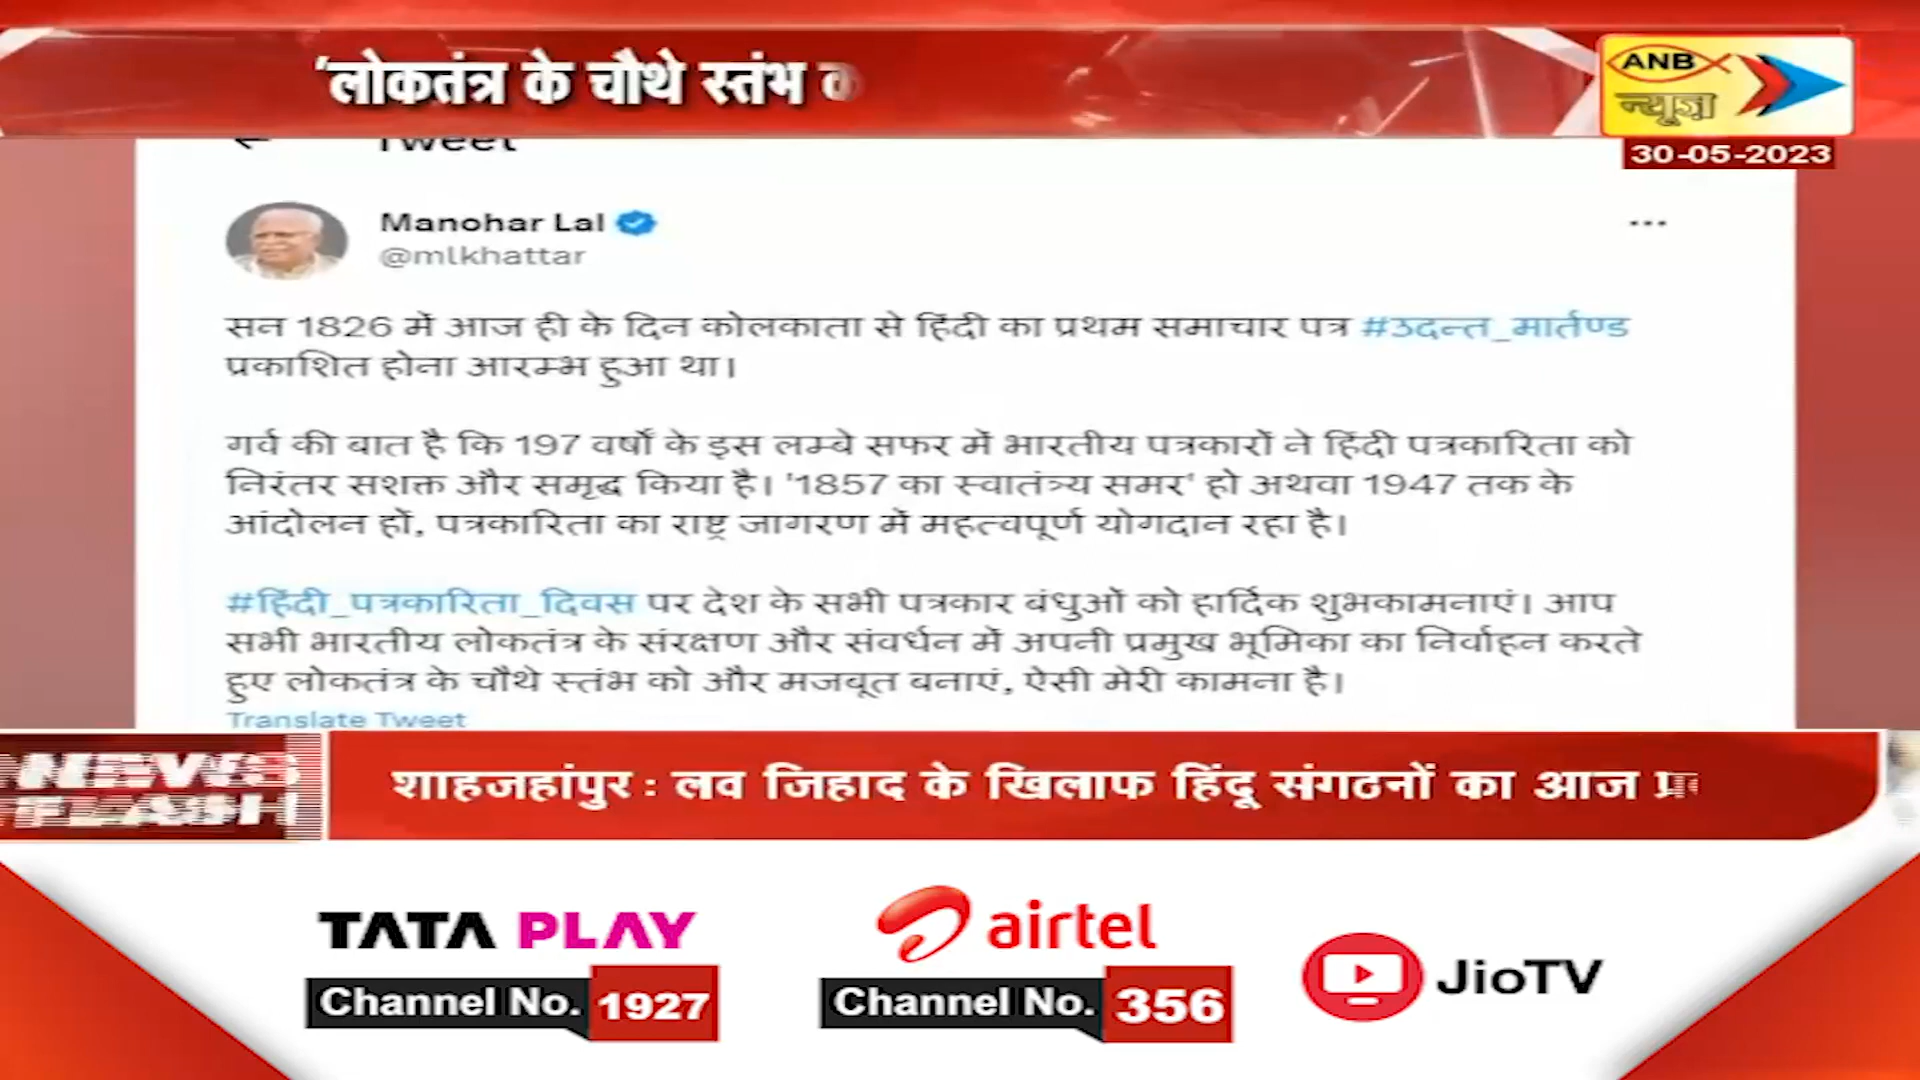 'लोकतंत्र के चौथे स्तंभ
ANB
न्यूज़
30-05-2023
Tweet
Manohar Lal
@mlkhattar
सन 1826 में आज ही के दिन कोलकाता से हिंदी का प्रथम समाचार पत्र #उदन्त_मार्तण्ड
प्रकाशित होना आरम्भ हुआ था।
गर्व की बात है कि 197 वर्षों के इस लम्बे सफर में भारतीय पत्रकारों ने हिंदी पत्रकारिता को
निरंतर सशक्त और समृद्ध किया है। '1857 का स्वातंत्र्य समर' हो अथवा 1947 तक के
आंदोलन हों, पत्रकारिता का राष्ट्र जागरण में महत्वपूर्ण योगदान रहा है।
#हिंदी_पत्रकारिता_दिवस पर देश के सभी पत्रकार बंधुओं को हार्दिक शुभकामनाएं। आप
सभी भारतीय लोकतंत्र के संरक्षण और संवर्धन में अपनी प्रमुख भूमिका का निर्वाहन करते
हुए लोकतंत्र के चौथे स्तंभ को और मजबूत बनाएं, ऐसी मेरी कामना है।
Translate Tweet
NEWS
FLASH
शाहजहांपुर : लव जिहाद के खिलाफ हिंदू संगठनों का आज
TATA PLAY
Channel No. 1927
airtel
Channel No. 356
JioTV